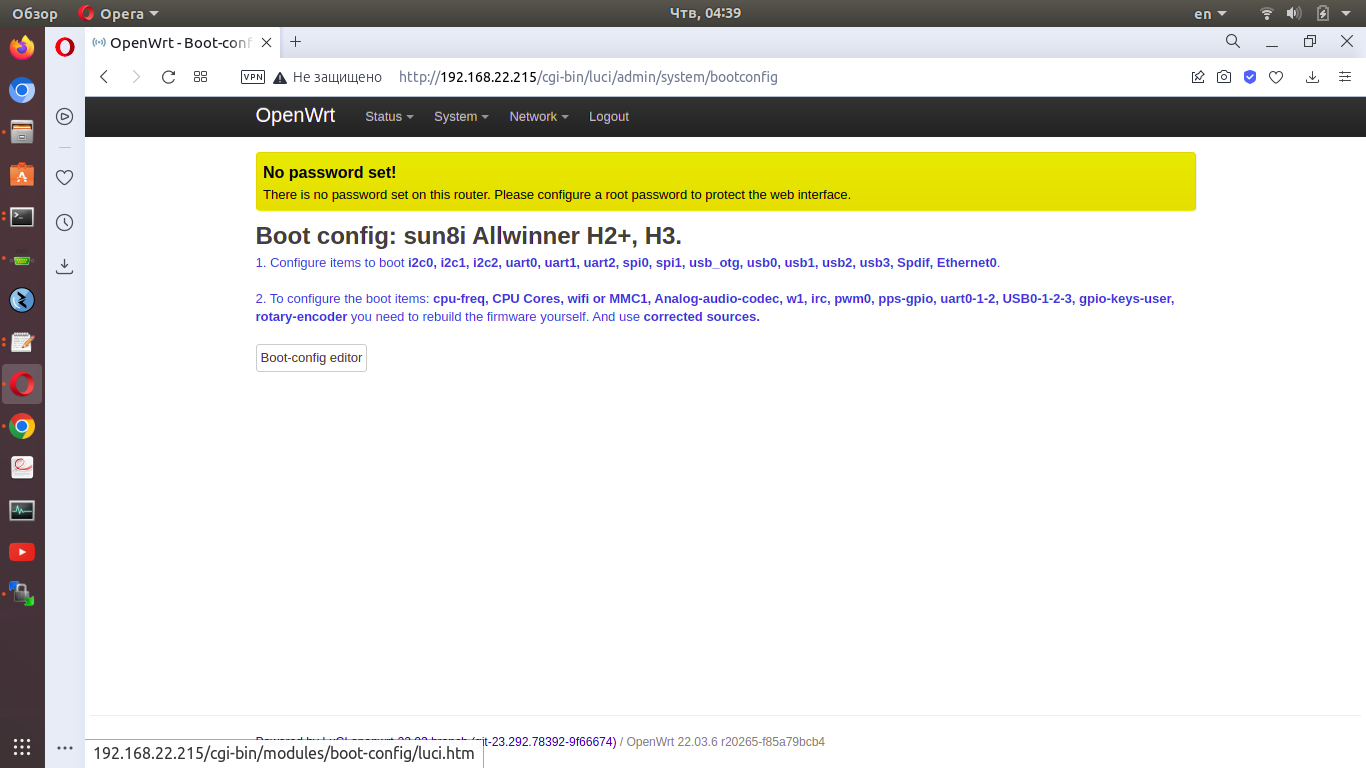 Обзор Opera Чтв, 04:39 en
OpenWrt - Boot-conf
VPN Не защищено http://192.168.22.215/cgi-bin/luci/admin/system/bootconfig
OpenWrt Status System Network Logout
No password set!
There is no password set on this router. Please configure a root password to protect the web interface.
Boot config: sun8i Allwinner H2+, H3.
1. Configure items to boot i2c0, i2c1, i2c2, uart0, uart1, uart2, spi0, spi1, usb_otg, usb0, usb1, usb2, usb3, Spdif, Ethernet0.
2. To configure the boot items: cpu-freq, CPU Cores, wifi or MMC1, Analog-audio-codec, w1, irc, pwm0, pps-gpio, uart0-1-2, USB0-1-2-3, gpio-keys-user,
rotary-encoder you need to rebuild the firmware yourself. And use corrected sources.
Boot-config editor
Powered by LuCI openwrt-22.03 branch (git-23.292.78392-9f66674) / OpenWrt 22.03.6 r20265-f85a79bcb4
192.168.22.215/cgi-bin/modules/boot-config/luci.htm